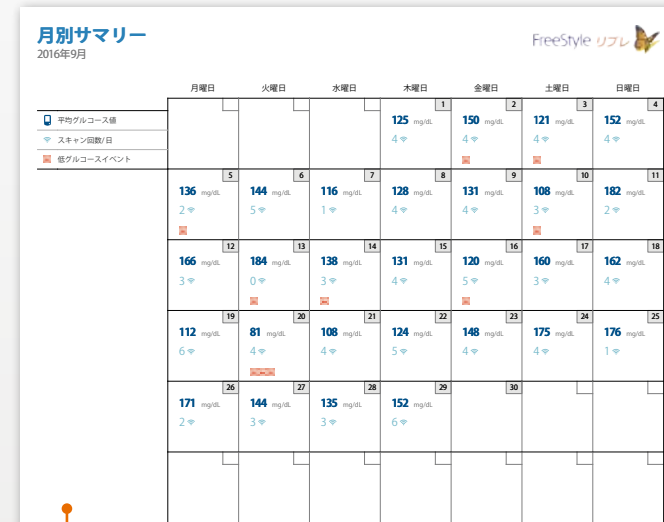 月別サマリー
2016年9月
FreeStyle リブレ
月曜日 火曜日 水曜日 木曜日 金曜日 土曜日 日曜日
平均グルコース値
スキャン回数/日
低グルコースイベント
1 2 3 4
125 mg/dL 150 mg/dL 121 mg/dL 152 mg/dL
4 4 4 4
5 6 7 8 9 10 11
136 mg/dL 144 mg/dL 116 mg/dL 128 mg/dL 131 mg/dL 108 mg/dL 182 mg/dL
2 5 1 4 4 3 2
12 13 14 15 16 17 18
166 mg/dL 184 mg/dL 138 mg/dL 131 mg/dL 120 mg/dL 160 mg/dL 162 mg/dL
3 0 3 4 5 3 4
19 20 21 22 23 24 25
112 mg/dL 81 mg/dL 108 mg/dL 124 mg/dL 148 mg/dL 175 mg/dL 176 mg/dL
6 4 4 5 4 4 1
26 27 28 29 30
171 mg/dL 144 mg/dL 135 mg/dL 152 mg/dL
2 3 3 6